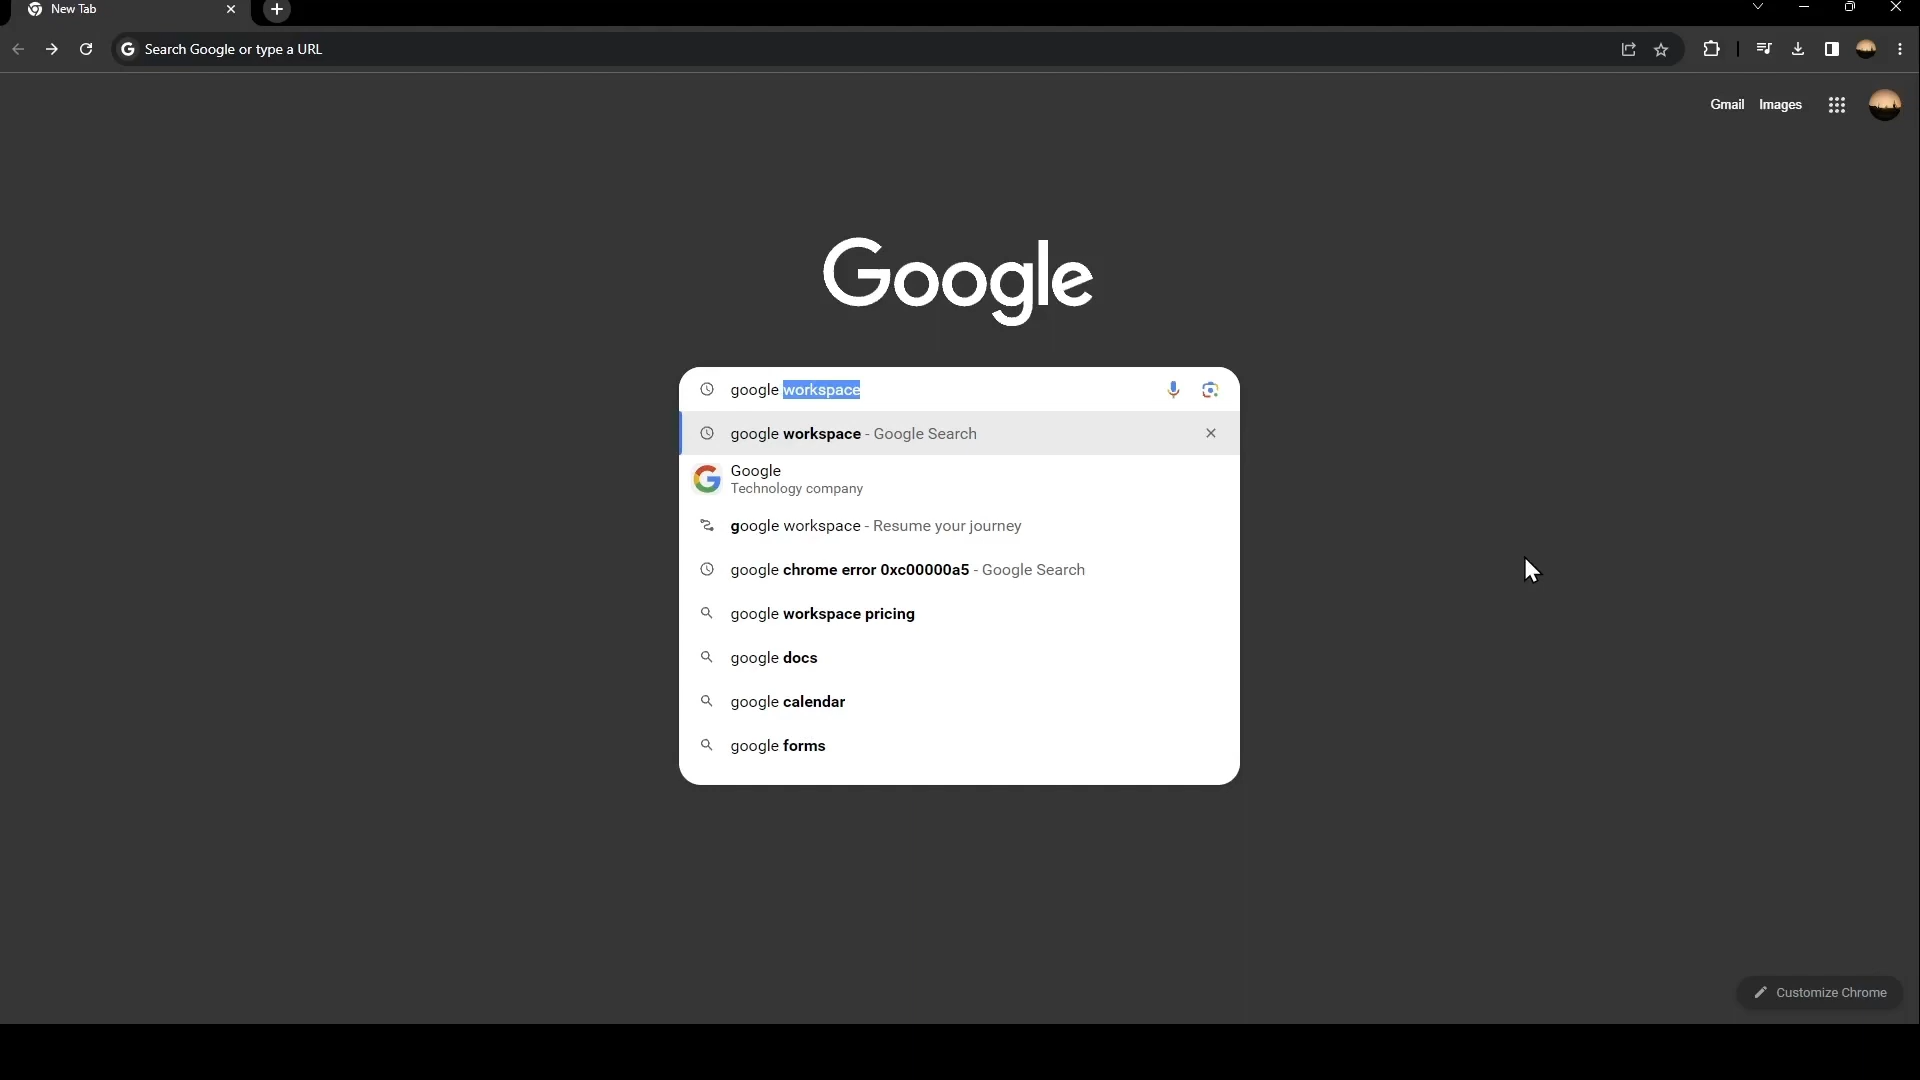 New Tab
Search Google or type a URL
Gmail Images
Google
google workspace
google workspace - Google Search
Google
Technology company
google workspace - Resume your journey
google chrome error 0xc00000a5 - Google Search
google workspace pricing
google docs
google calendar
google forms
Customize Chrome